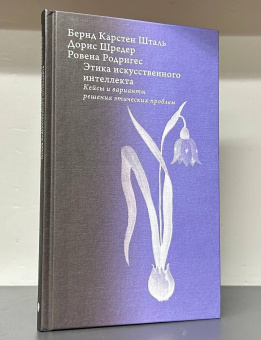 Бернд Карстен Шталь
Дорис Шредер
Ровена Родригес
Этика искусственного
интеллекта
Кейсы и варианты
решения этических проблем